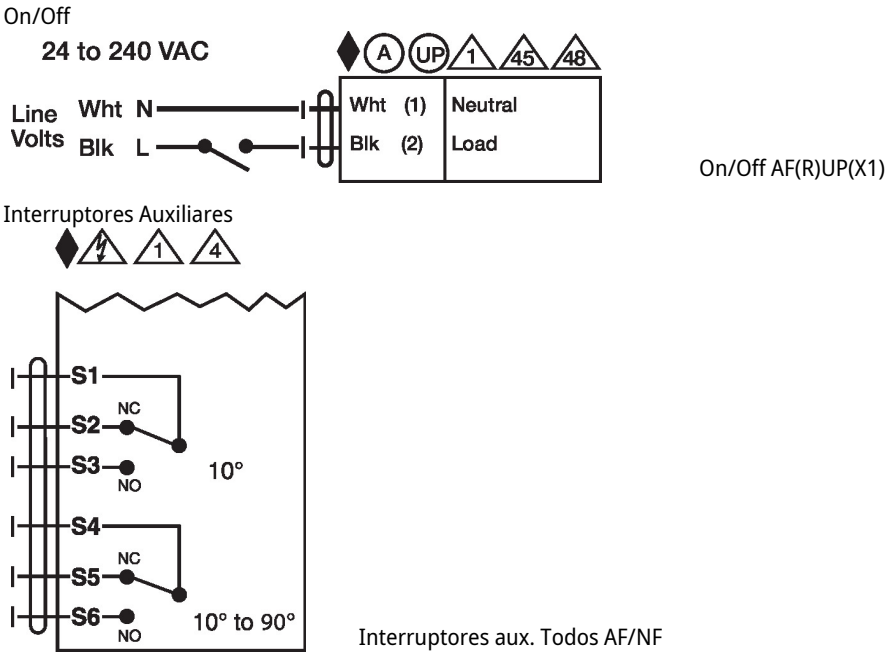 On/Off
24 to 240 VAC
A UP 1 45 48
Line Volts
Wht N
Blk L
Wht (1) Neutral
Blk (2) Load
On/Off AF(R)UP(X1)
Interruptores Auxiliares
1 4
S1
NC
S2
S3
10°
NO
S4
NC
S5
S6
10° to 90°
NO
Interruptores aux. Todos AF/NF